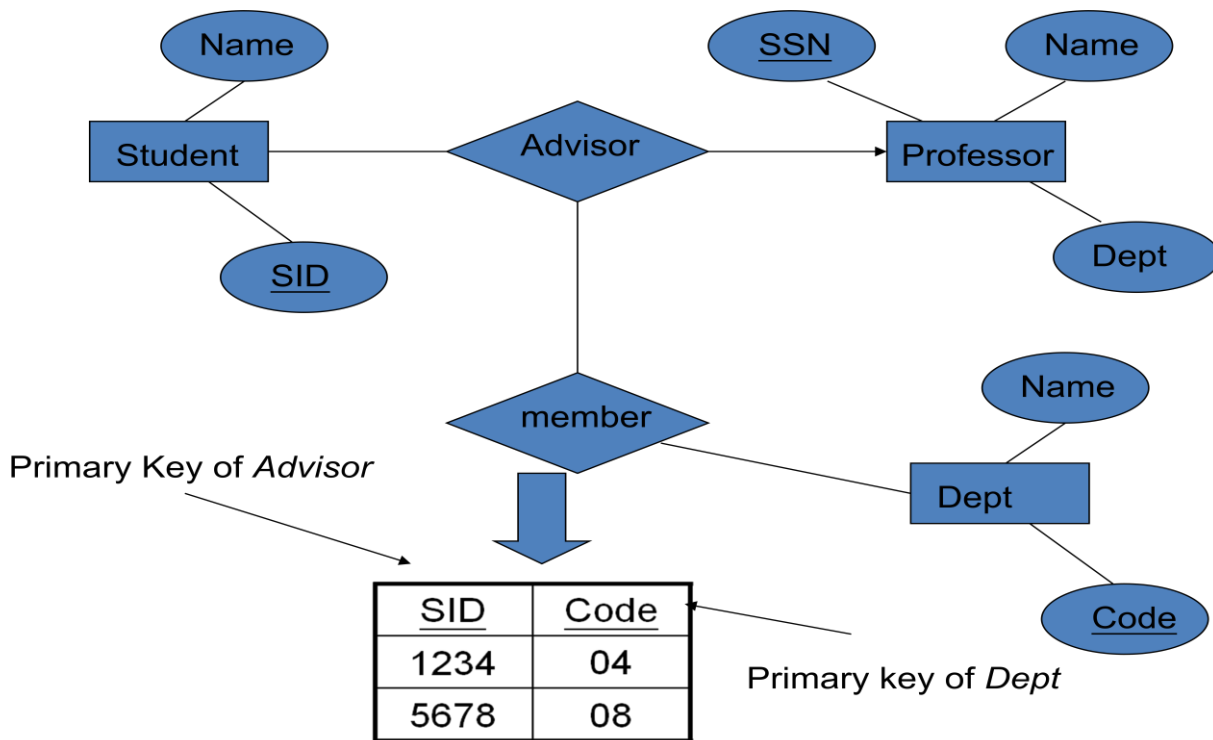 Name
SSN
Name
Student
Advisor
Professor
SID
Dept
Name
member
Primary Key of Advisor
Dept
SID Code
Code
1234 04
Primary key of Dept
5678 08